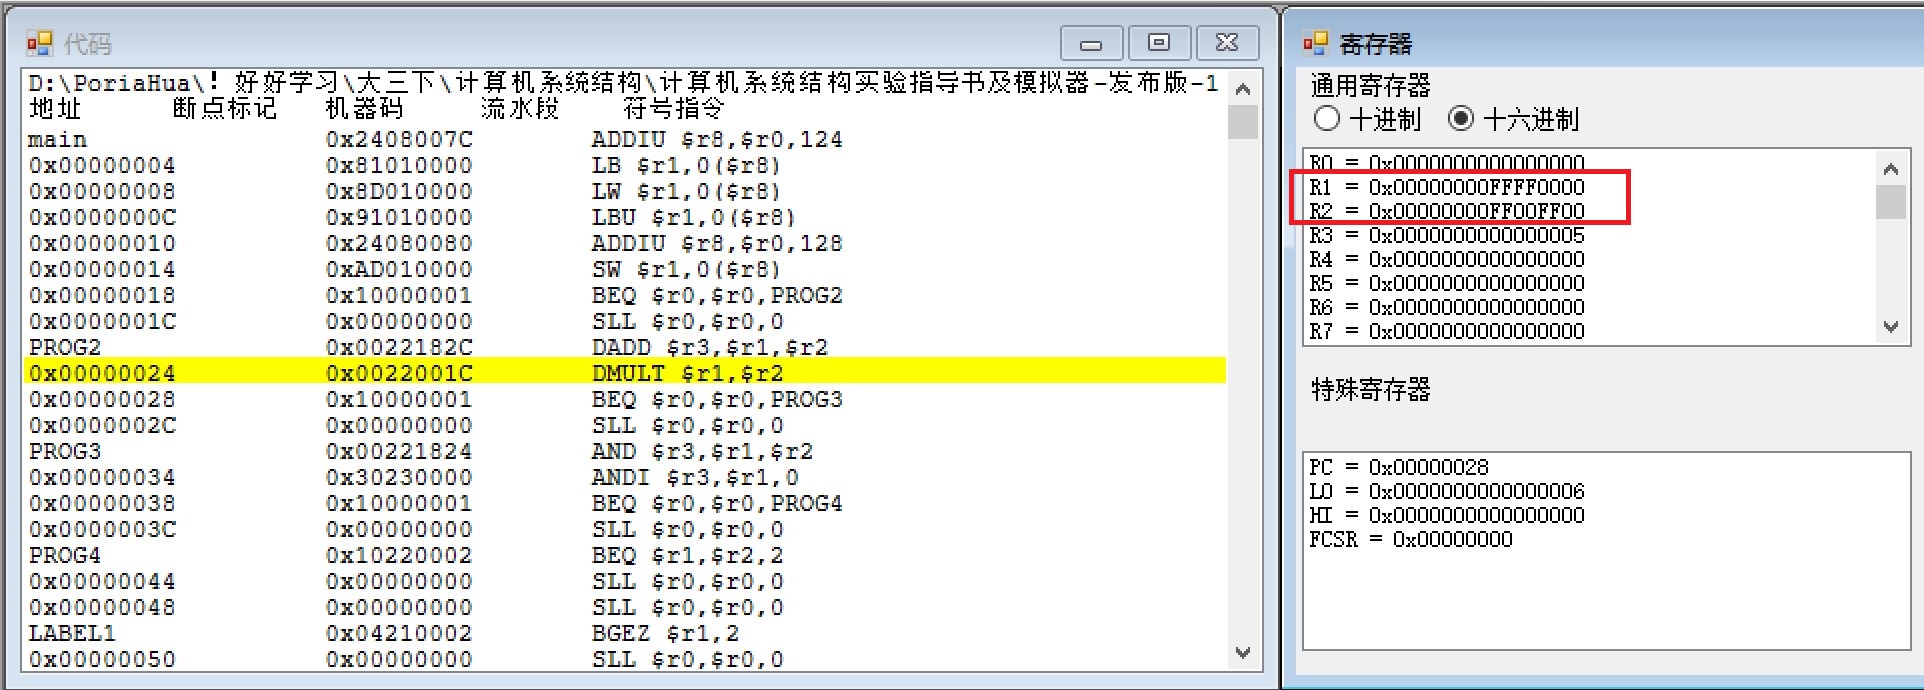 代码
D:\PoriaHua\! 好好学习\大三下\计算机系统结构\计算机系统结构实验指导书及模拟器-发布版-1
地址 断点标记 机器码 流水段 符号指令
main 0x2408007C ADDIU $r8,$r0,124
0x00000004 0x81010000 LB $r1,0($r8)
0x00000008 0x8D010000 LW $r1,0($r8)
0x0000000C 0x91010000 LBU $r1,0($r8)
0x00000010 0x24080080 ADDIU $r8,$r0,128
0x00000014 0xAD010000 SW $r1,0($r8)
0x00000018 0x10000001 BEQ $r0,$r0,PROG2
0x0000001C 0x00000000 SLL $r0,$r0,0
PROG2 0x0022182C DADD $r3,$r1,$r2
0x00000024 0x0022001C DMULT $r1,$r2
0x00000028 0x10000001 BEQ $r0,$r0,PROG3
0x0000002C 0x00000000 SLL $r0,$r0,0
PROG3 0x00221824 AND $r3,$r1,$r2
0x00000034 0x30230000 ANDI $r3,$r1,0
0x00000038 0x10000001 BEQ $r0,$r0,PROG4
0x0000003C 0x00000000 SLL $r0,$r0,0
PROG4 0x10220002 BEQ $r1,$r2,2
0x00000044 0x00000000 SLL $r0,$r0,0
0x00000048 0x00000000 SLL $r0,$r0,0
LABEL1 0x04210002 BGEZ $r1,2
0x00000050 0x00000000 SLL $r0,$r0,0
寄存器
通用寄存器
十进制 十六进制
R0 = 0x0000000000000000
R1 = 0x00000000FFFF0000
R2 = 0x00000000FF00FF00
R3 = 0x0000000000000005
R4 = 0x0000000000000000
R5 = 0x0000000000000000
R6 = 0x0000000000000000
R7 = 0x0000000000000000
特殊寄存器
PC = 0x00000028
LO = 0x0000000000000006
HI = 0x0000000000000000
FCSR = 0x00000000